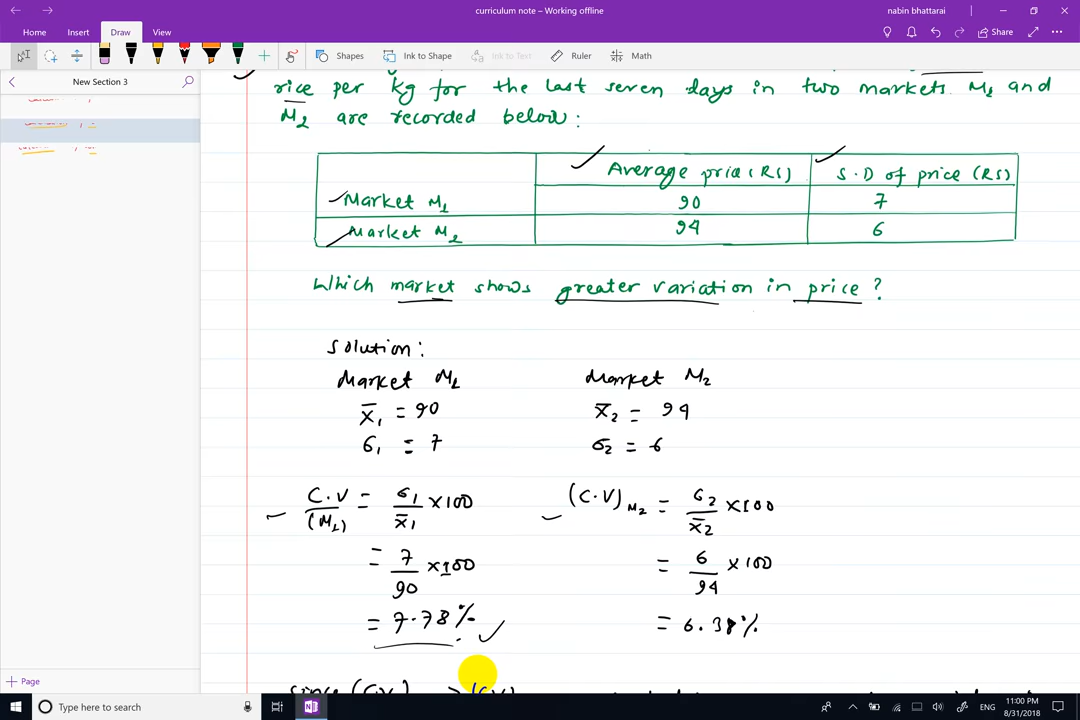 curriculum note – Working offline
nabin bhattarai
Home Insert Draw View
Share
Shapes
Ink to Shape
Ink to Text
Ruler
Math
New Section 3
rice per kg for the last seven days in two markets M1 and
M2 are recorded below:
Average price (RS) S.D of price (RS)
Market M1 90 7
Market M2 94 6
Which market shows greater variation in price?
Solution:
Market M1 Market M2
x̄1 = 90 x̄2 = 94
σ1 = 7 σ2 = 6
C.V (M1) = σ1/x̄1 × 100 (C.V) M2 = σ2/x̄2 × 100
= 7/90 × 100 = 6/94 × 100
= 7.78% = 6.38%
+ Page
Type here to search
ENG
11:00 PM
8/31/2018